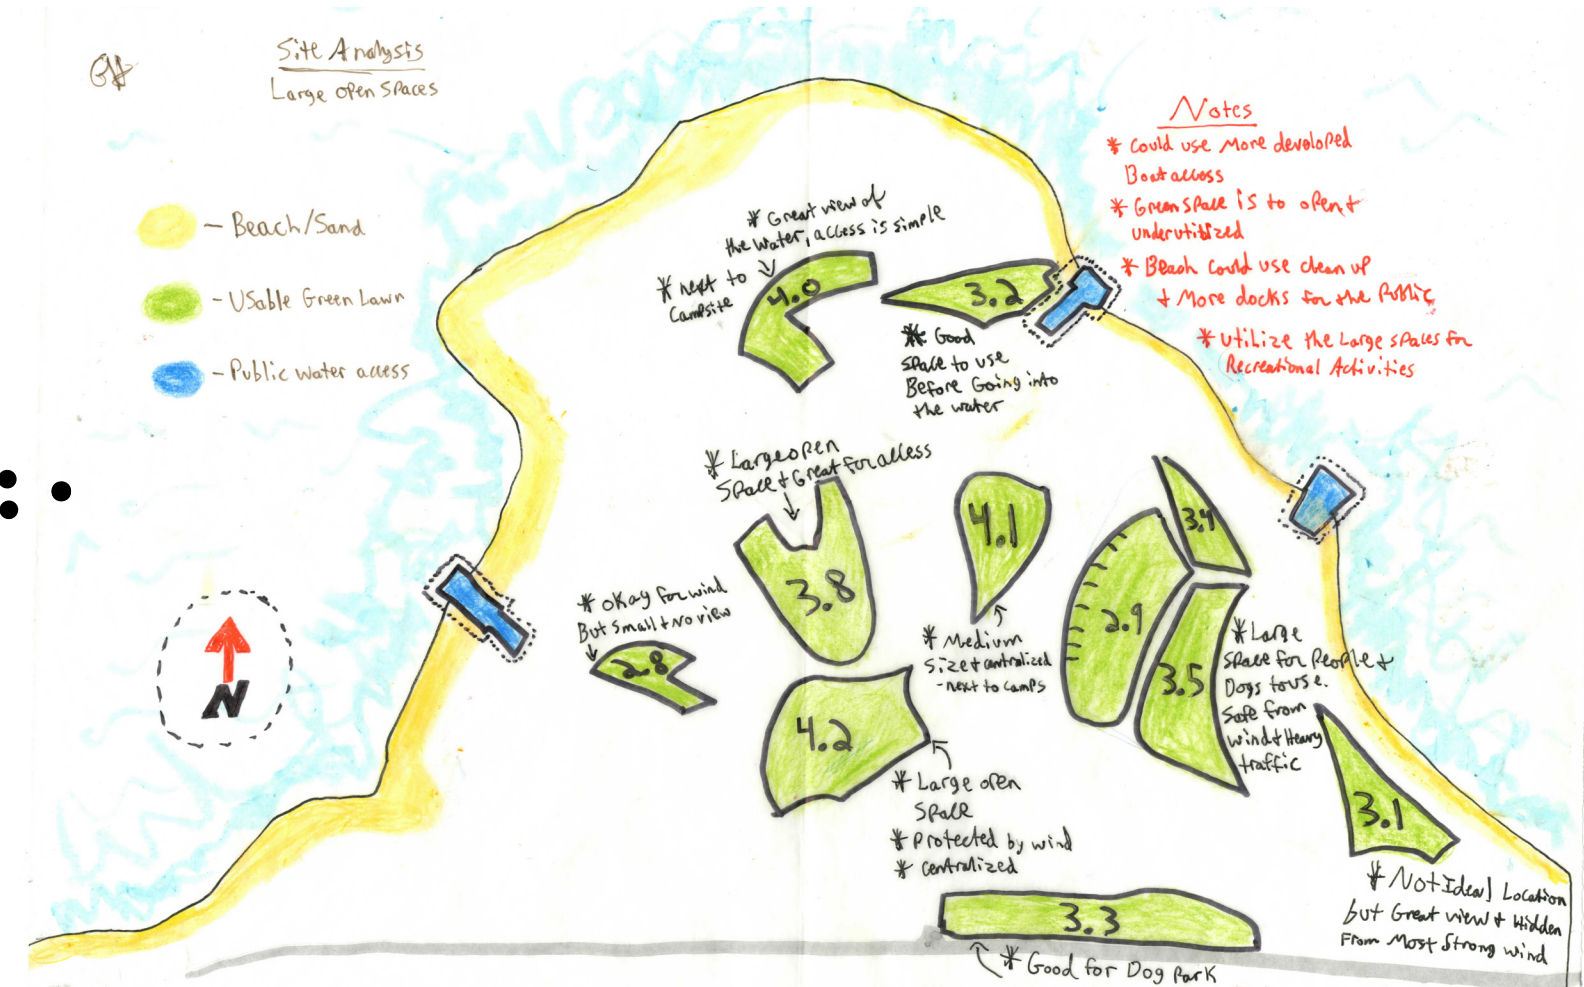 GH
Site Analysis
Large open Spaces
- Beach/Sand
- Usable Green Lawn
- Public water access
N
Notes
* Could use More developed
Boat access
* Green Space is to open &
underutilized
* Beach could use clean up
& More docks for the Public
* utilize the Large spaces for
Recreational Activities
* Great view of
the water, access is simple
* next to
Campsite
4.0
3.2
* Good
space to use
Before Going into
the water
* Large open
Space & Great for access
3.8
4.1
* Medium
Size & centralized
- next to camps
3.4
2.9
3.5
* Large
space for People &
Dogs to use.
Safe from
wind & Heavy
traffic
* okay for wind
But small & no view
2.8
4.2
* Large open
Space
* Protected by wind
* Centralized
3.1
* Not Ideal Location
but Great view & Hidden
From Most Strong wind
3.3
* Good for Dog Park